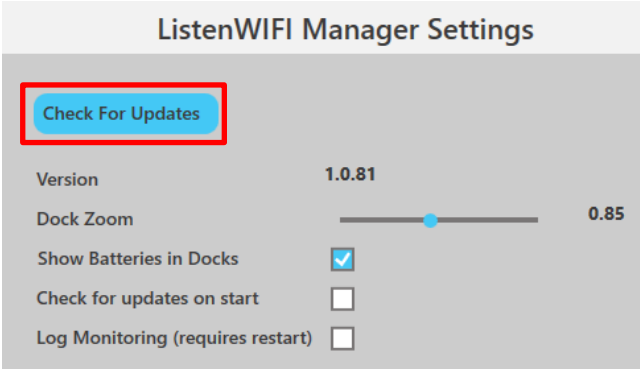 ListenWIFI Manager Settings
Check For Updates
Version 1.0.81
Dock Zoom 0.85
Show Batteries in Docks
Check for updates on start
Log Monitoring (requires restart)